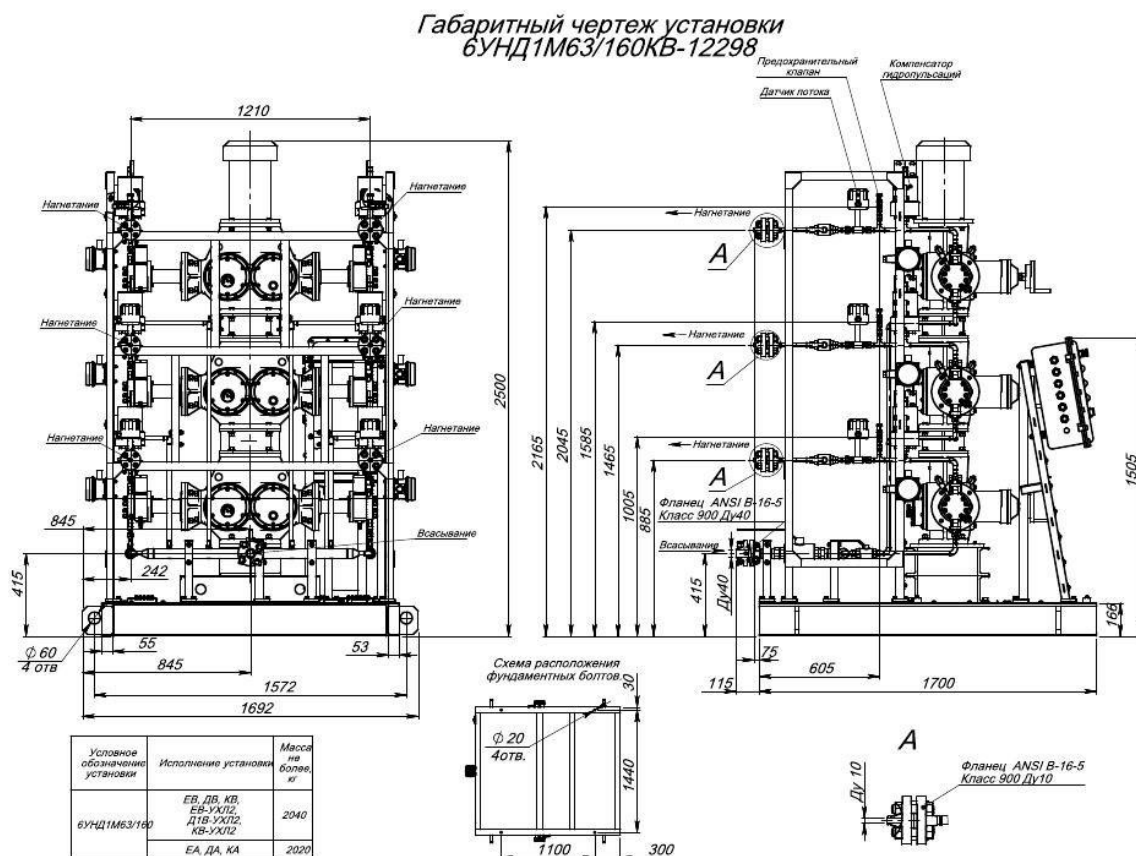 Габаритный чертеж установки
6УНД1М63/160КВ-12298
Предохранительный
клапан
Компенсатор
гидропульсаций
Датчик потока
1210
Нагнетание
Нагнетание
Нагнетание
Нагнетание
Нагнетание
Нагнетание
Всасывание
845
415
242
2500
Ф 60
4 отв
55
53
845
1572
1692
Нагнетание
А
Нагнетание
А
Нагнетание
А
2165
2045
1585
1465
1005
885
415
Фланец ANSI B-16-5
Класс 900 Ду40
Всасывание
Ду40
1505
166
75
115
605
1700
Схема расположения
фундаментных болтов.
30
Ф 20
4отв.
1440
1100
300
А
Ду 10
Фланец ANSI B-16-5
Класс 900 Ду10
Условное
обозначение
установки
Исполнение установки
Масса
не
более,
кг
6УНД1М63/160
ЕВ, ДВ, КВ,
ЕВ-УХЛ2,
Д1В-УХЛ2,
КВ-УХЛ2
2040
ЕА, ДА, КА
2020